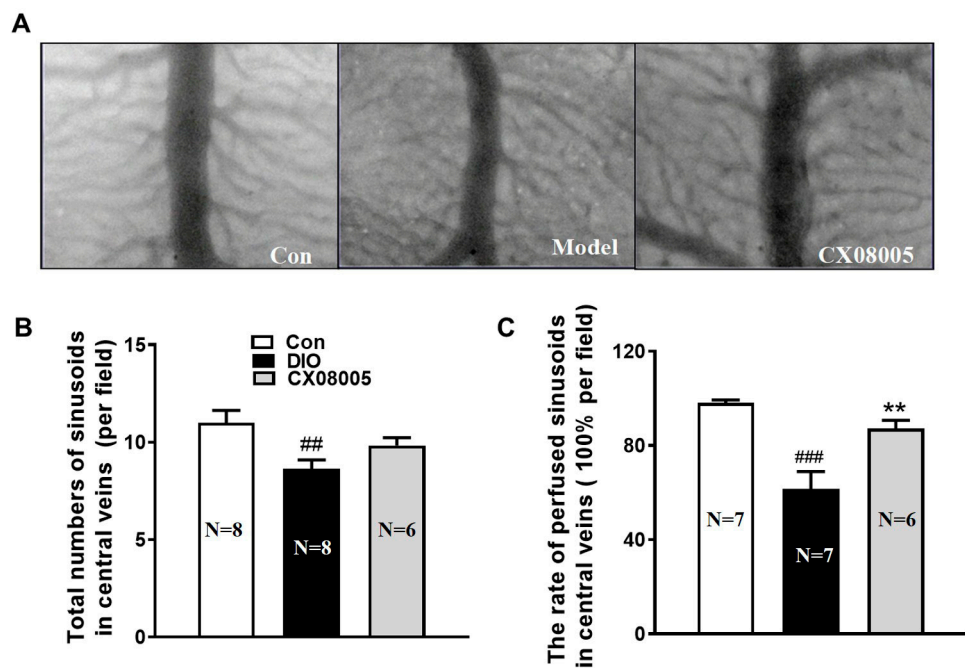 A
Con
Model
CX08005
B
Total numbers of sinusoids
in central veins (per field)
15
10
5
0
Con
DIO
CX08005
##
N=8
N=8
N=6
C
The rate of perfused sinusoids
in central veins ( 100% per field)
120
80
40
0
###
**
N=7
N=7
N=6